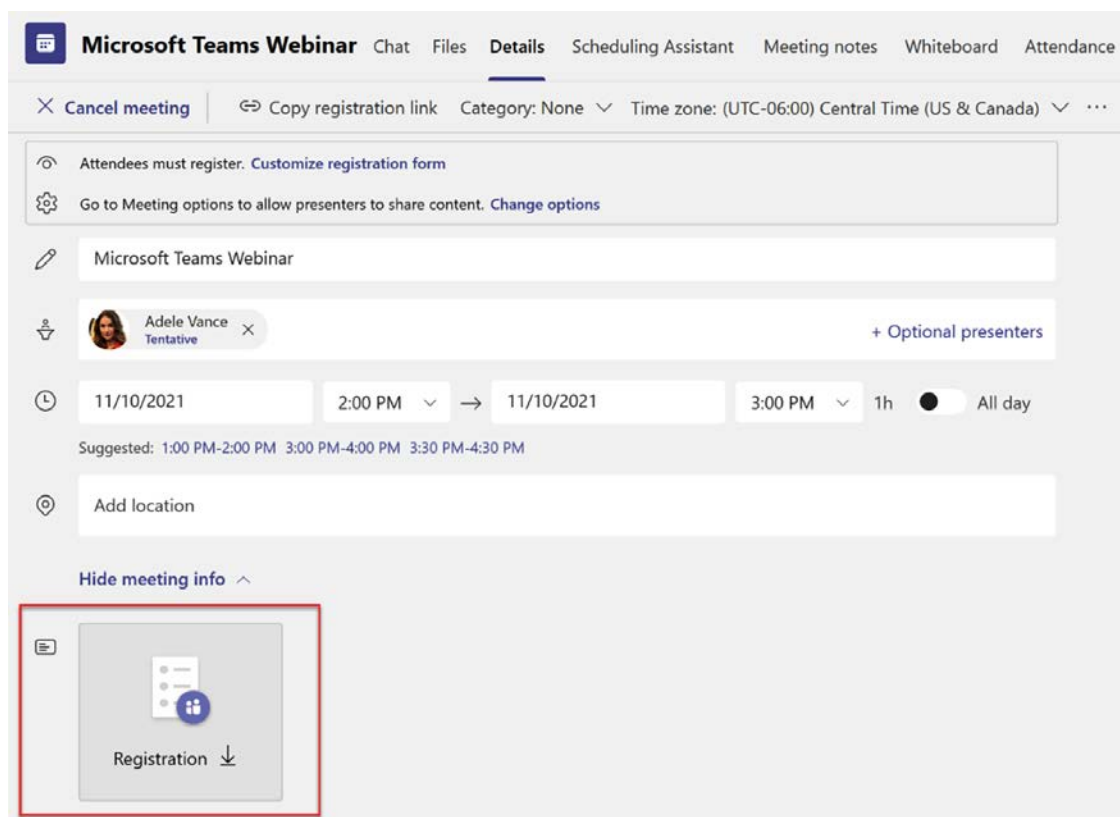 Microsoft Teams Webinar Chat Files Details Scheduling Assistant Meeting notes Whiteboard Attendance
Cancel meeting Copy registration link Category: None Time zone: (UTC-06:00) Central Time (US & Canada) ...
Attendees must register. Customize registration form
Go to Meeting options to allow presenters to share content. Change options
Microsoft Teams Webinar
Adele Vance
Tentative
+ Optional presenters
11/10/2021 2:00 PM → 11/10/2021 3:00 PM 1h All day
Suggested: 1:00 PM-2:00 PM 3:00 PM-4:00 PM 3:30 PM-4:30 PM
Add location
Hide meeting info
Registration